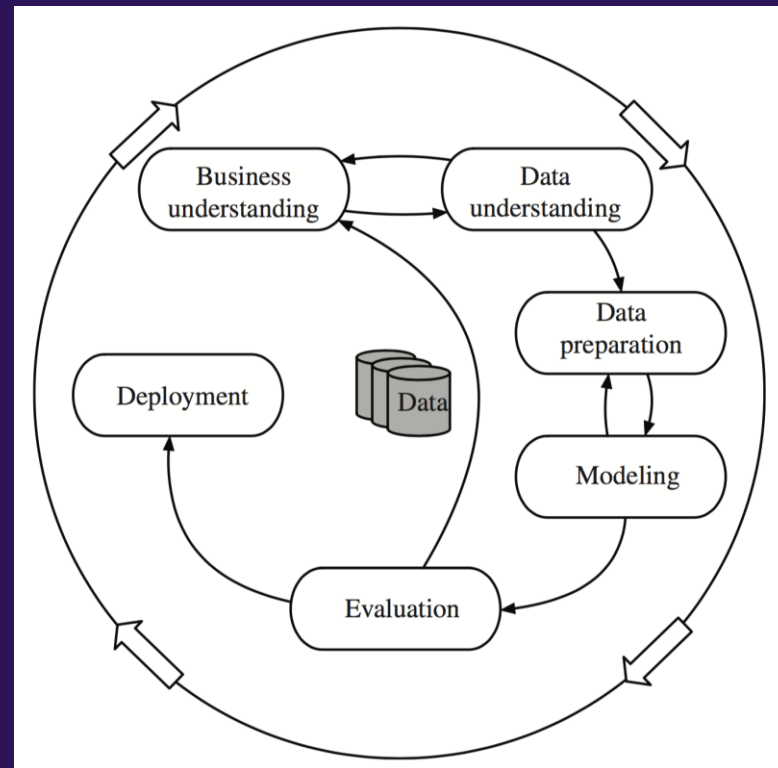 Business
understanding
Data
understanding
Data
preparation
Deployment
Data
Modeling
Evaluation